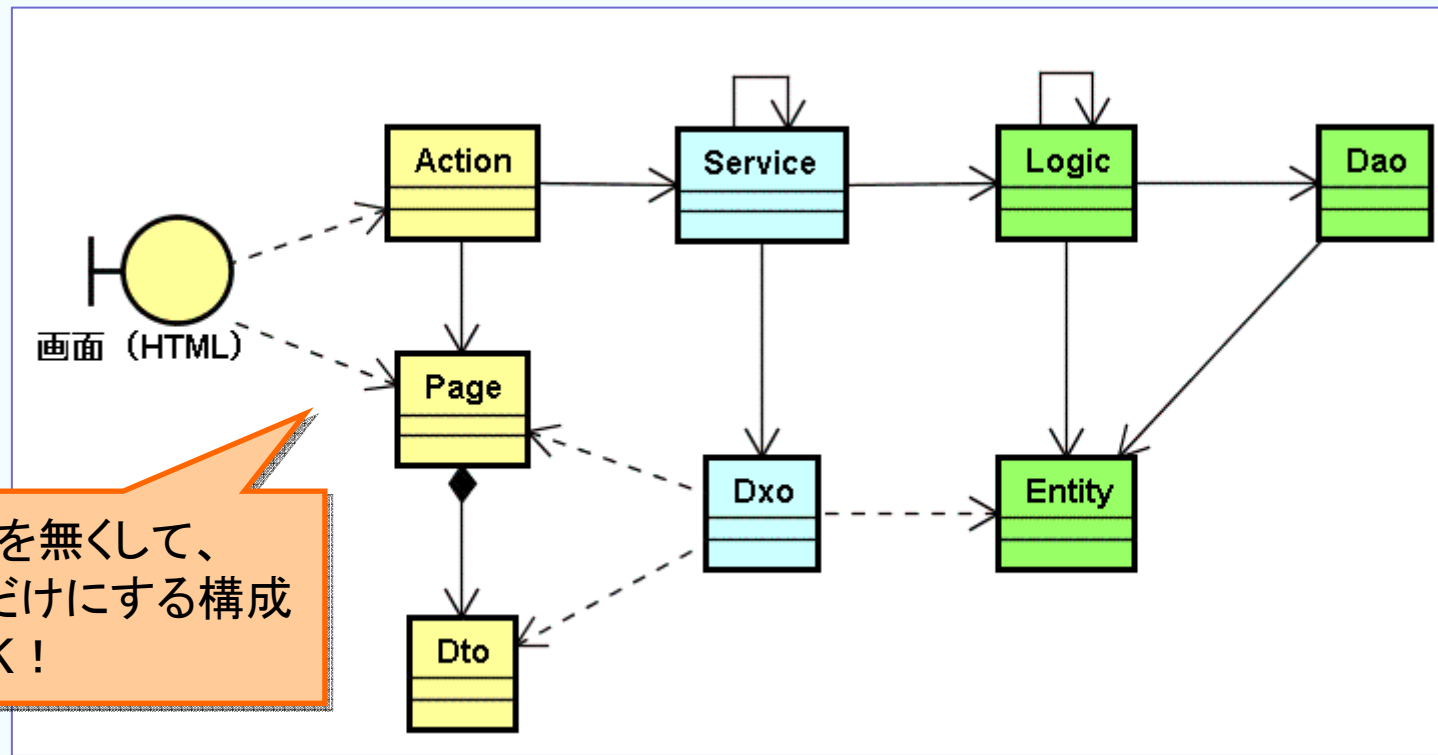 Action
Service
Logic
Dao
画面（HTML）
Page
Dxo
Entity
を無くして、
だけにする構成
！
Dto